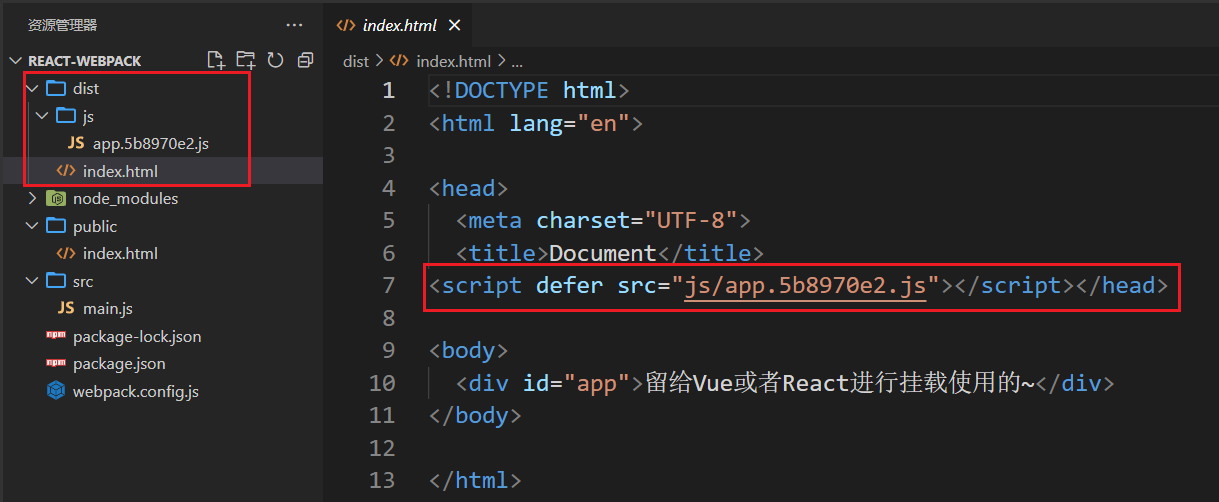 资源管理器 ...
REACT-WEBPACK
dist
js
JS app.5b8970e2.js
index.html
node_modules
public
index.html
src
JS main.js
npm package-lock.json
npm package.json
webpack.config.js
index.html
dist > index.html > ...
1 <!DOCTYPE html>
2 <html lang="en">
3
4 <head>
5 <meta charset="UTF-8">
6 <title>Document</title>
7 <script defer src="js/app.5b8970e2.js"></script></head>
8
9 <body>
10 <div id="app">留给Vue或者React进行挂载使用的~</div>
11 </body>
12
13 </html>